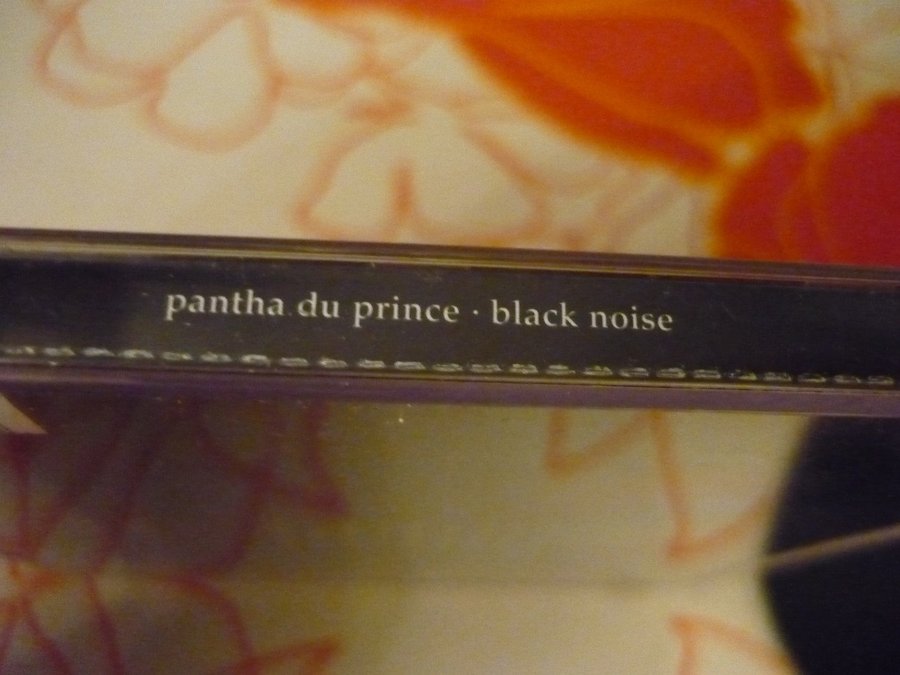 pantha du prince · black noise